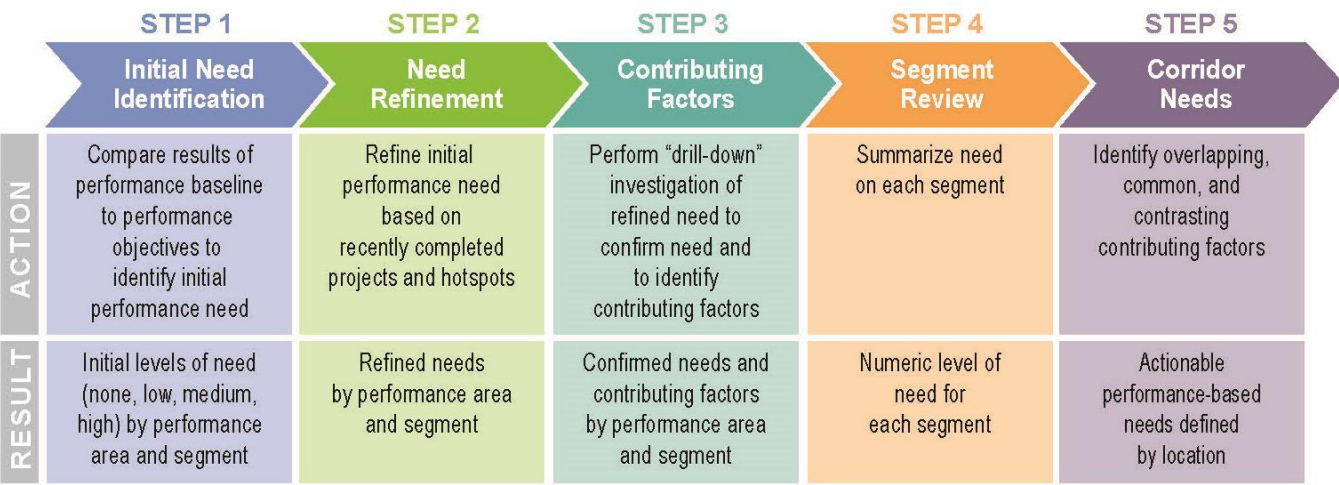 STEP 1
STEP 2
STEP 3
STEP 4
STEP 5
Initial Need
Identification
Need
Refinement
Contributing
Factors
Segment
Review
Corridor
Needs
ACTION
Compare results of
performance baseline
to performance
objectives to
identify initial
performance need
Refine initial
performance need
based on
recently completed
projects and hotspots
Perform “drill-down”
investigation of
refined need to
confirm need and
to identify
contributing factors
Summarize need
on each segment
Identify overlapping,
common, and
contrasting
contributing factors
RESULT
Initial levels of need
(none, low, medium,
high) by performance
area and segment
Refined needs
by performance area
and segment
Confirmed needs and
contributing factors
by performance area
and segment
Numeric level of
need for
each segment
Actionable
performance-based
needs defined
by location